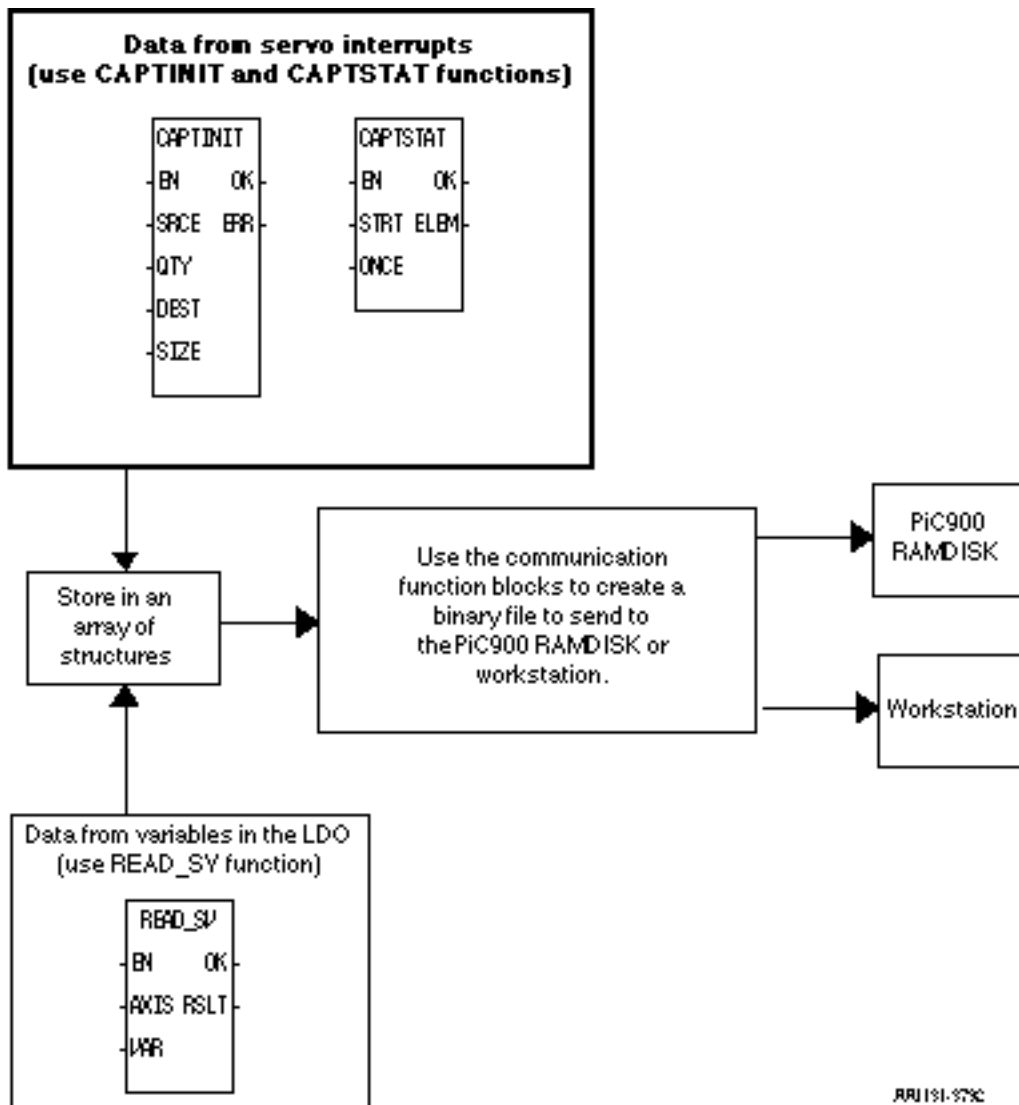 Data from servo interrupts
(use CAPTINIT and CAPTSTAT functions)
CAPTINIT
EN OK
SRCE ERR
QTY
DEST
SIZE
CAPTSTAT
EN OK
STRT ELEM
ONCE
Store in an
array of
structures
Use the communication
function blocks to create a
binary file to send to
the PiC900 RAMDISK or
workstation.
PiC900
RAMDISK
Workstation
Data from variables in the LDO
(use READ_SV function)
READ_SV
EN OK
AXIS RSLT
VAR